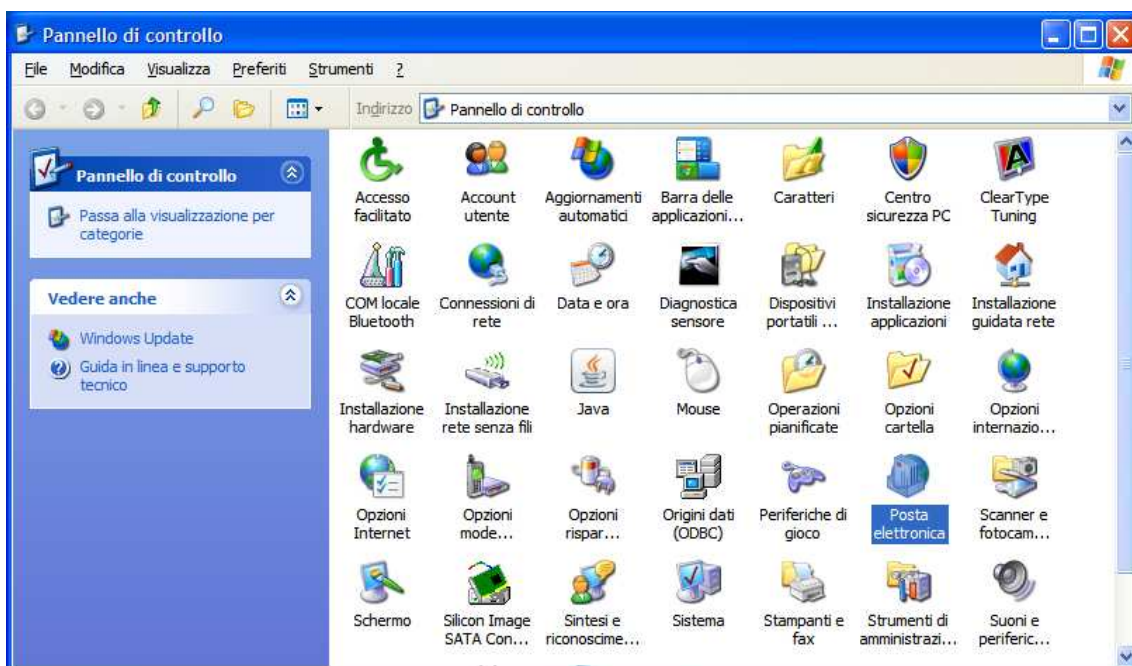 Pannello di controllo
File Modifica Visualizza Preferiti Strumenti ?
Indirizzo Pannello di controllo
Pannello di controllo
Passa alla visualizzazione per
categorie
Vedere anche
Windows Update
Guida in linea e supporto
tecnico
Accesso
facilitato
Account
utente
Aggiornamenti
automatici
Barra delle
applicazioni...
Caratteri
Centro
sicurezza PC
ClearType
Tuning
COM locale
Bluetooth
Connessioni di
rete
Data e ora
Diagnostica
sensore
Dispositivi
portatili ...
Installazione
applicazioni
Installazione
guidata rete
Installazione
hardware
Installazione
rete senza fili
Java
Mouse
Operazioni
pianificate
Opzioni
cartella
Opzioni
internazio...
Opzioni
Internet
Opzioni
mode...
Opzioni
rispar...
Origini dati
(ODBC)
Periferiche di
gioco
Posta
elettronica
Scanner e
fotocam...
Schermo
Silicon Image
SATA Con...
Sintesi e
riconoscime...
Sistema
Stampanti e
fax
Strumenti di
amministrazi...
Suoni e
periferic...